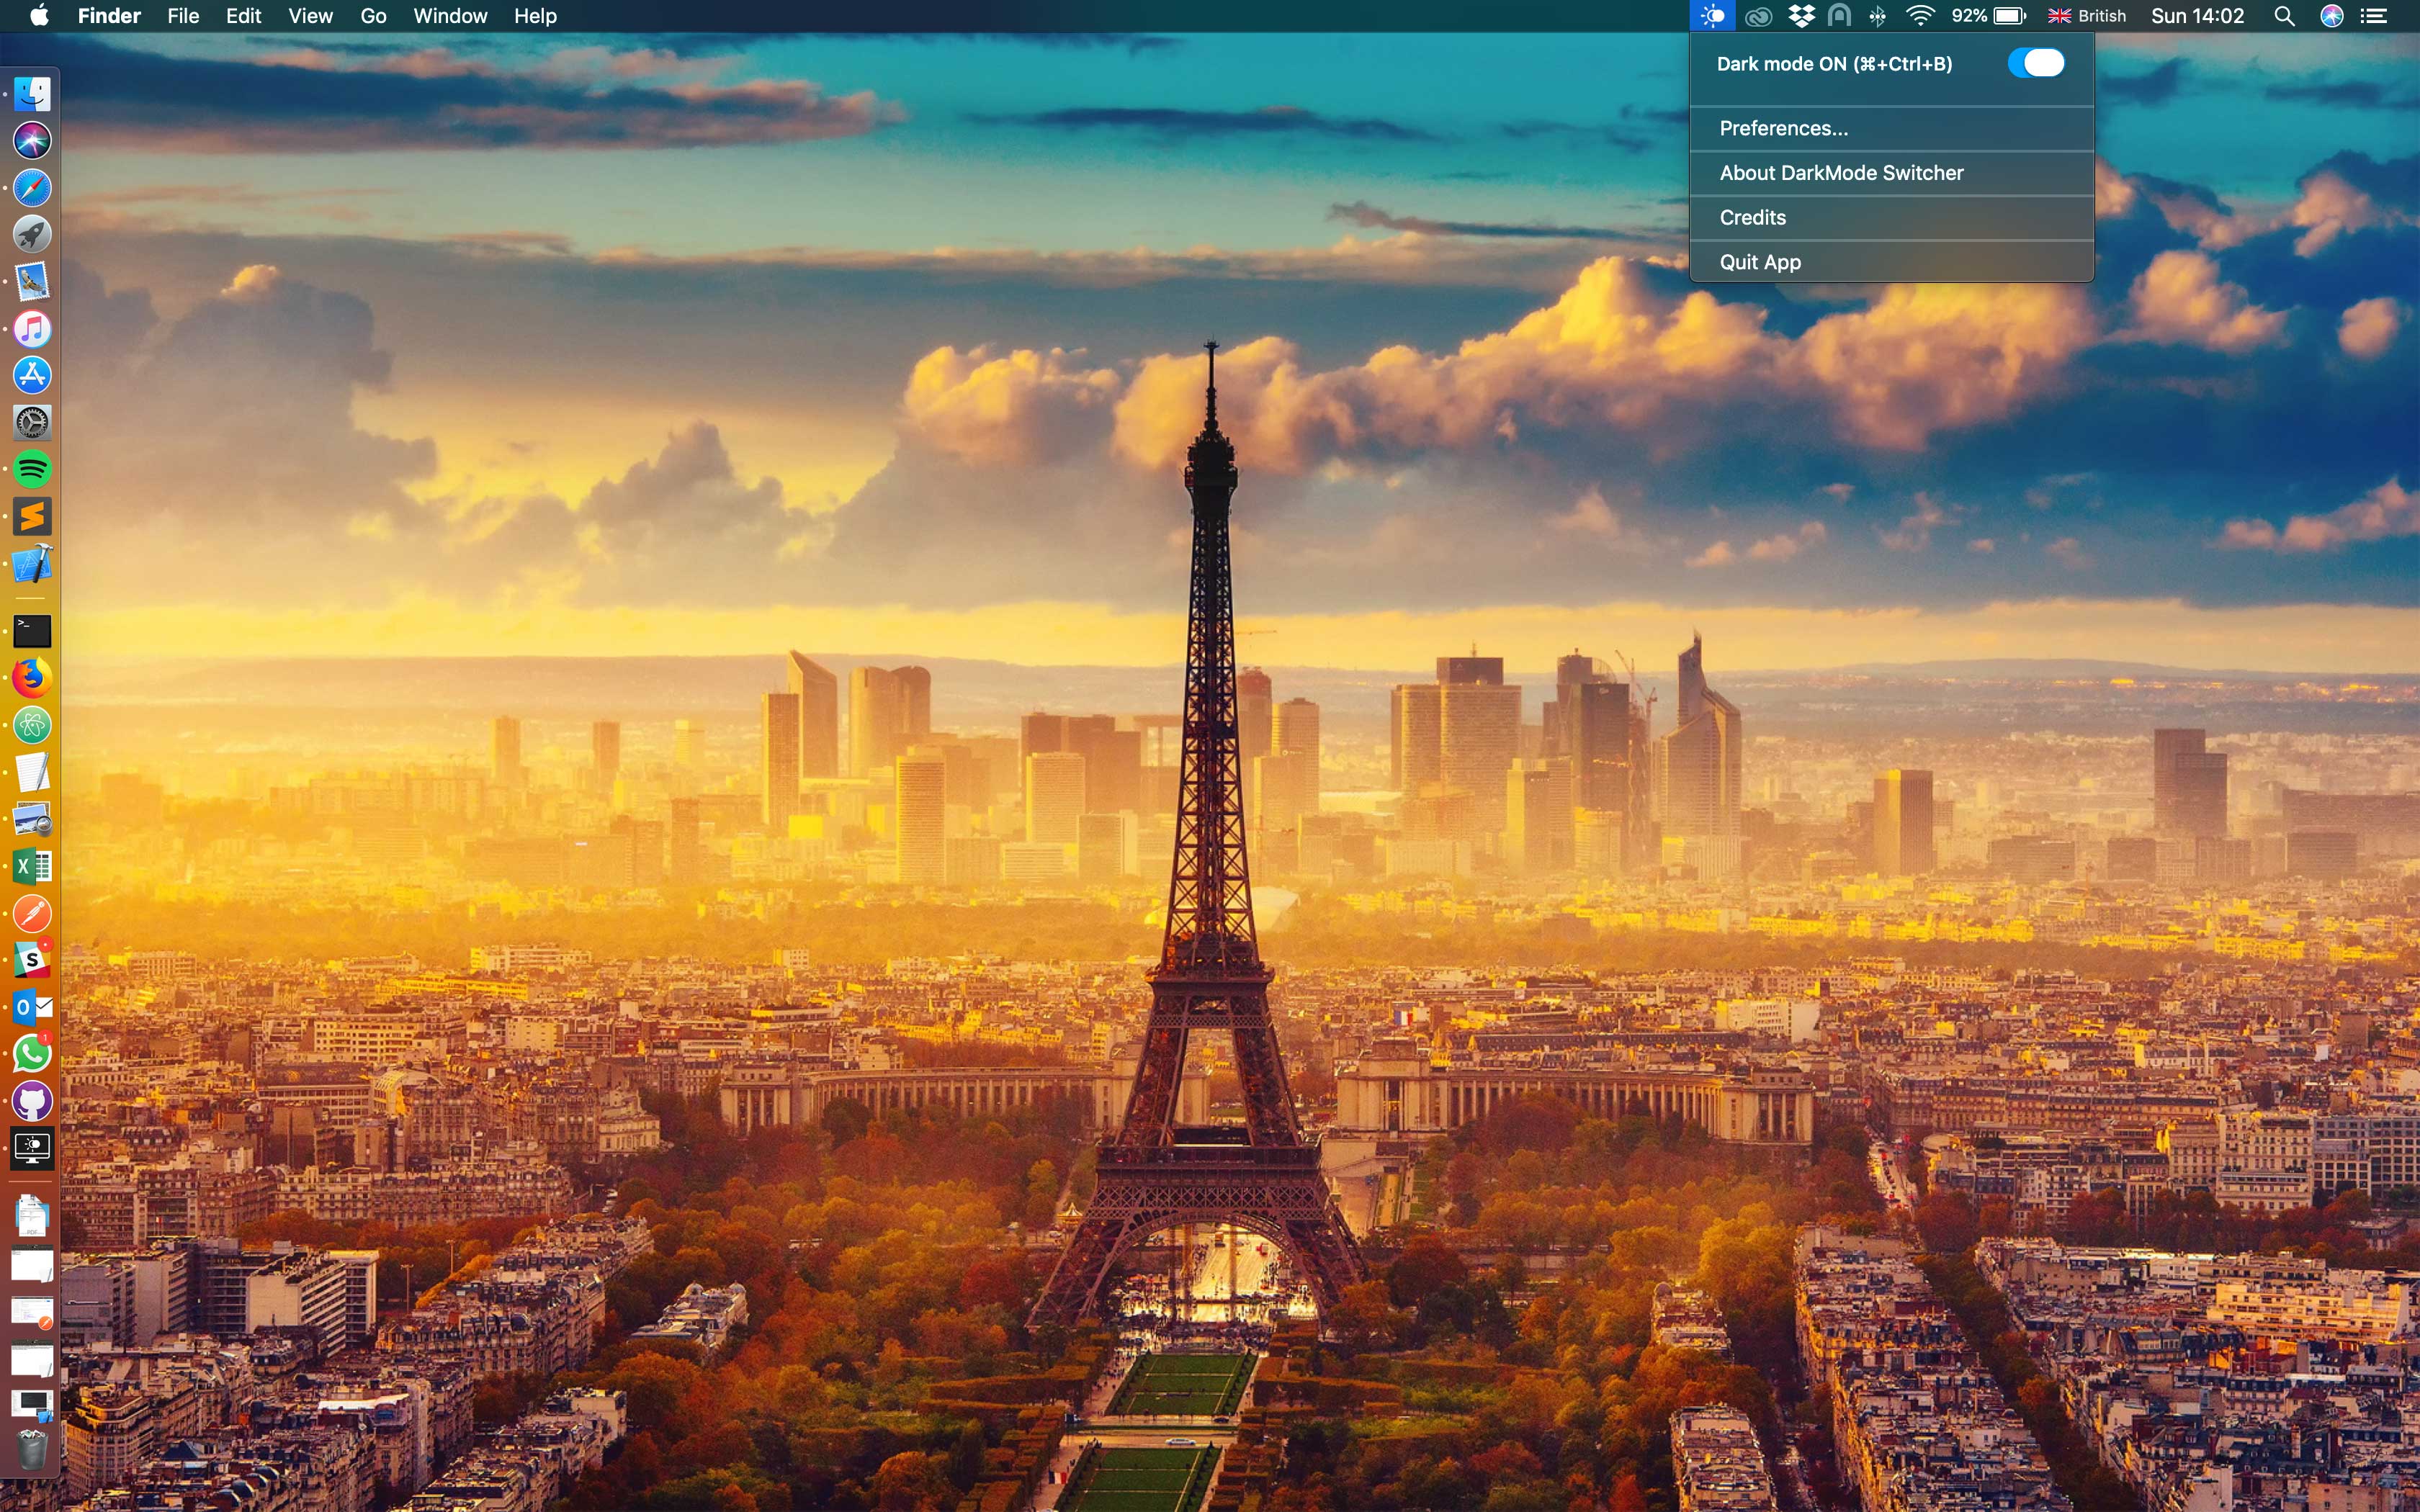 Finder File Edit View Go Window Help 92% British Sun 14:02
Dark mode ON (⌘+Ctrl+B)
Preferences...
About DarkMode Switcher
Credits
Quit App
>_
X
S
O
1